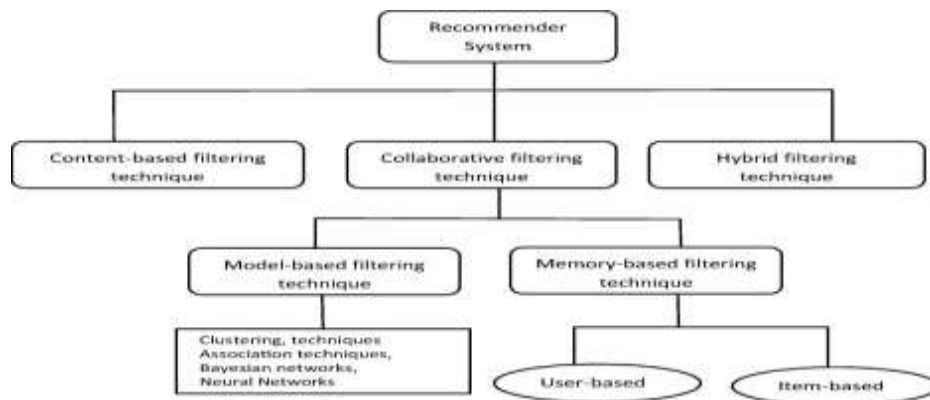 Recommender
System
Content-based filtering
technique
Collaborative filtering
technique
Hybrid filtering
technique
Model-based filtering
technique
Memory-based filtering
technique
Clustering, techniques
Association techniques,
Bayesian networks,
Neural Networks
User-based
Item-based